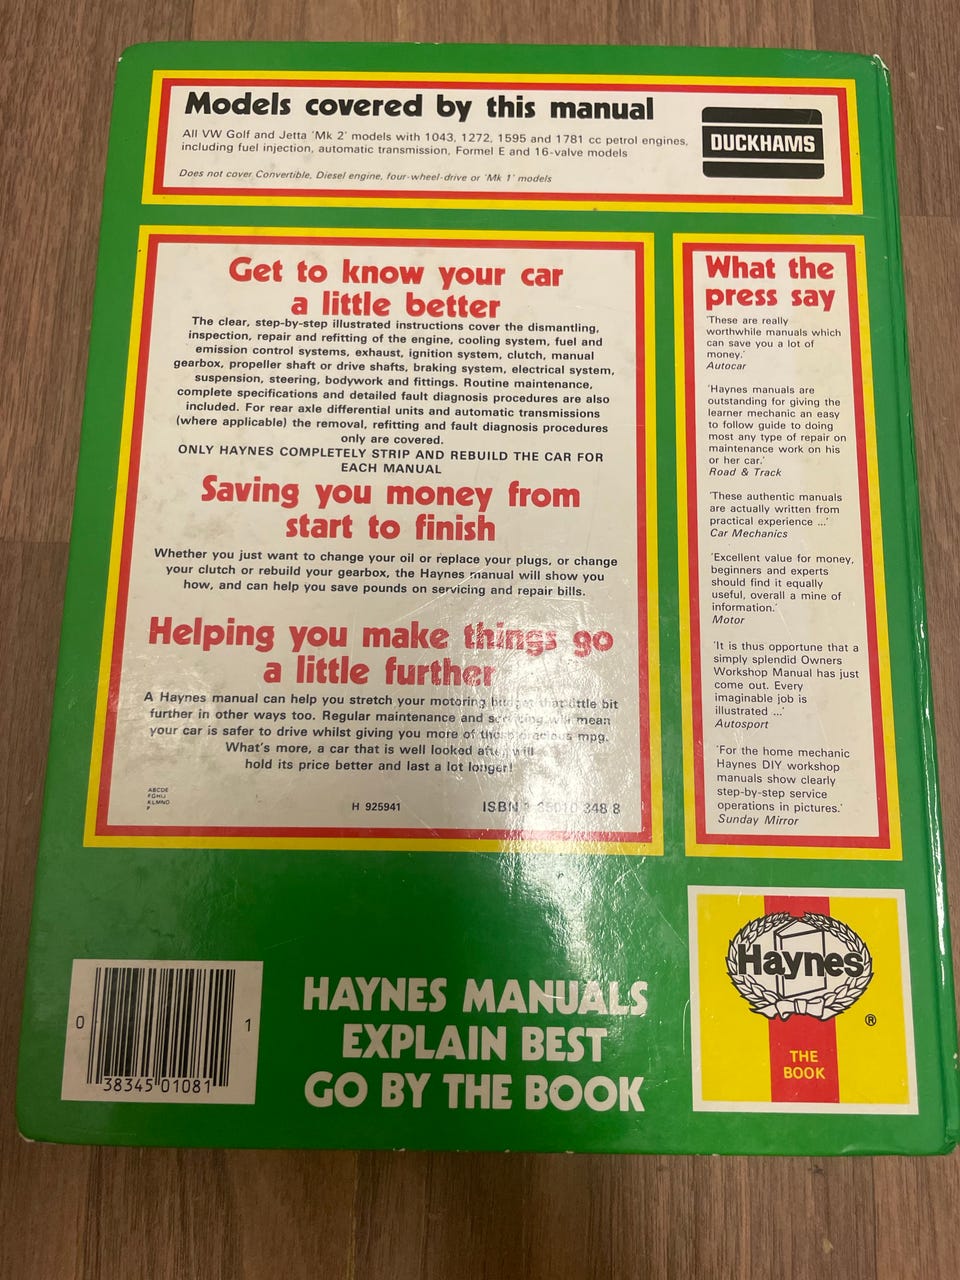 Models covered by this manual
All VW Golf and Jetta 'Mk 2' models with 1043, 1272, 1595 and 1781 cc petrol engines,
including fuel injection, automatic transmission, Formel E and 16-valve models
Does not cover Convertible, Diesel engine, four-wheel-drive or 'Mk 1' models
DUCKHAMS
Get to know your car
a little better
The clear, step-by-step illustrated instructions cover the dismantling,
inspection, repair and refitting of the engine, cooling system, fuel and
emission control systems, exhaust, ignition system, clutch, manual
gearbox, propeller shaft or drive shafts, braking system, electrical system,
suspension, steering, bodywork and fittings. Routine maintenance,
complete specifications and detailed fault diagnosis procedures are also
included. For rear axle differential units and automatic transmissions
(where applicable) the removal, refitting and fault diagnosis procedures
only are covered.
ONLY HAYNES COMPLETELY STRIP AND REBUILD THE CAR FOR
EACH MANUAL
Saving you money from
start to finish
Whether you just want to change your oil or replace your plugs, or change
your clutch or rebuild your gearbox, the Haynes manual will show you
how, and can help you save pounds on servicing and repair bills.
Helping you make things go
a little further
A Haynes manual can help you stretch your motoring budget that little bit
further in other ways too. Regular maintenance and servicing will mean
your car is safer to drive whilst giving you more of those precious mpg.
What's more, a car that is well looked after will
hold its price better and last a lot longer!
ABCDE
FGHIJ
KLMNO
P
H 925941
ISBN 348 8
What the
press say
'These are really
worthwhile manuals which
can save you a lot of
money.'
Autocar
'Haynes manuals are
outstanding for giving the
learner mechanic an easy
to follow guide to doing
most any type of repair on
maintenance work on his
or her car.'
Road & Track
'These authentic manuals
are actually written from
practical experience ...'
Car Mechanics
'Excellent value for money,
beginners and experts
should find it equally
useful, overall a mine of
information.'
Motor
'It is thus opportune that a
simply splendid Owners
Workshop Manual has just
come out. Every
imaginable job is
illustrated ...'
Autosport
'For the home mechanic
Haynes DIY workshop
manuals show clearly
step-by-step service
operations in pictures.'
Sunday Mirror
0 38345 01081 1
HAYNES MANUALS
EXPLAIN BEST
GO BY THE BOOK
Haynes
®
THE
BOOK